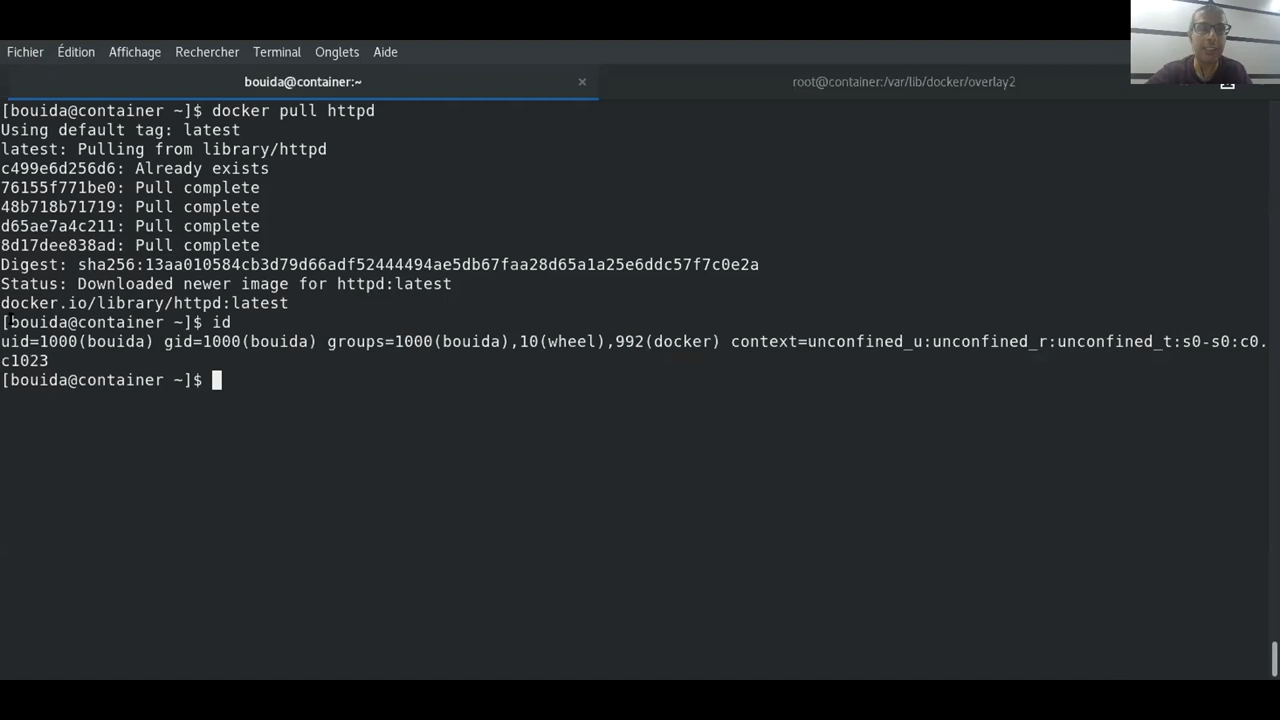 Fichier Édition Affichage Rechercher Terminal Onglets Aide
bouida@container:~ × root@container:/var/lib/docker/overlay2
[bouida@container ~]$ docker pull httpd
Using default tag: latest
latest: Pulling from library/httpd
c499e6d256d6: Already exists
76155f771be0: Pull complete
48b718b71719: Pull complete
d65ae7a4c211: Pull complete
8d17dee838ad: Pull complete
Digest: sha256:13aa010584cb3d79d66adf52444494ae5db67faa28d65a1a25e6ddc57f7c0e2a
Status: Downloaded newer image for httpd:latest
docker.io/library/httpd:latest
[bouida@container ~]$ id
uid=1000(bouida) gid=1000(bouida) groups=1000(bouida),10(wheel),992(docker) context=unconfined_u:unconfined_r:unconfined_t:s0-s0:c0.
c1023
[bouida@container ~]$